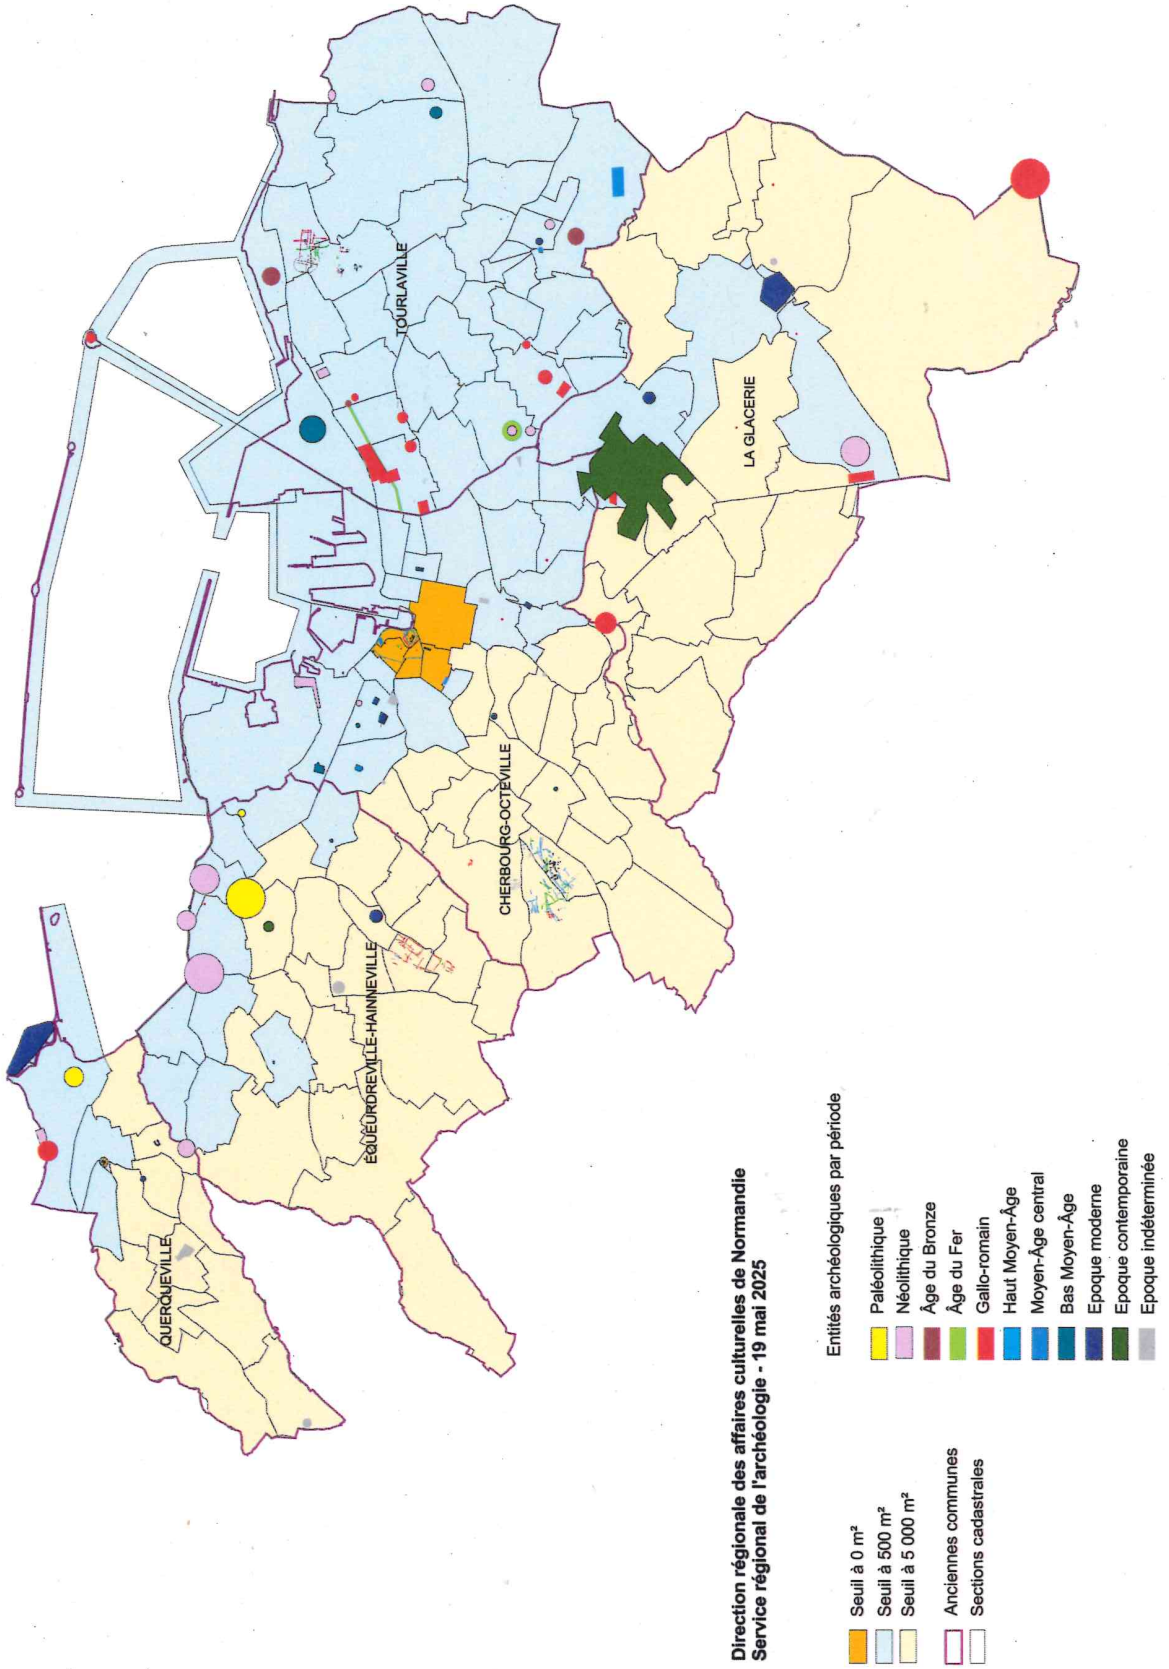 QUERQUEVILLE
ÉQUEURDREVILLE-HAINNEVILLE
CHERBOURG-OCTEVILLE
TOURLAVILLE
LA GLACERIE
Direction régionale des affaires culturelles de Normandie
Service régional de l'archéologie - 19 mai 2025
Seuil à 0 m²
Seuil à 500 m²
Seuil à 5 000 m²
Anciennes communes
Sections cadastrales
Entités archéologiques par période
Paléolithique
Néolithique
Âge du Bronze
Âge du Fer
Gallo-romain
Haut Moyen-Âge
Moyen-Âge central
Bas Moyen-Âge
Epoque moderne
Epoque contemporaine
Epoque indéterminée